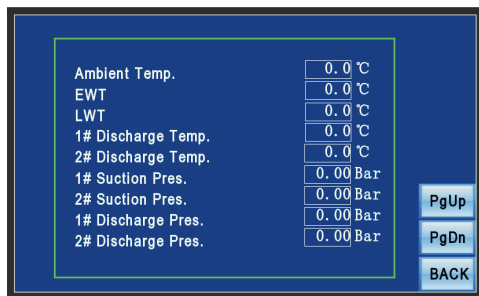 Ambient Temp. 0.0 ℃
EWT 0.0 ℃
LWT 0.0 ℃
1# Discharge Temp. 0.0 ℃
2# Discharge Temp. 0.0 ℃
1# Suction Pres. 0.00 Bar
2# Suction Pres. 0.00 Bar
1# Discharge Pres. 0.00 Bar
2# Discharge Pres. 0.00 Bar
PgUp
PgDn
BACK